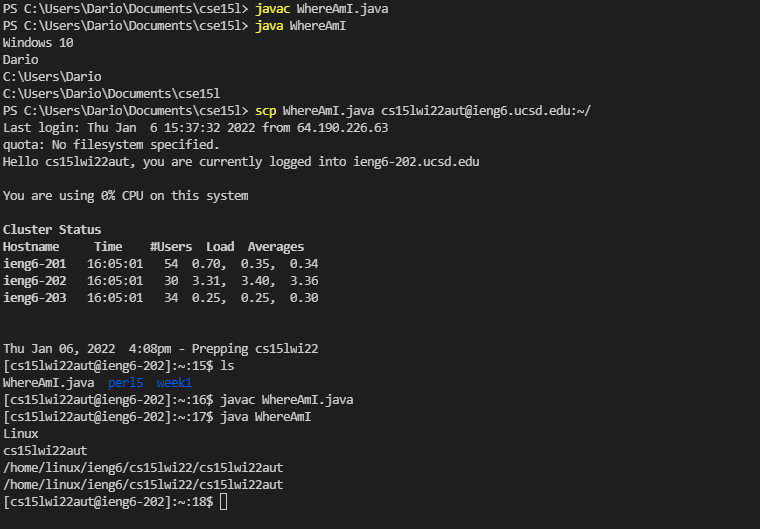 PS C:\Users\Dario\Documents\cse15l> javac WhereAmI.java
PS C:\Users\Dario\Documents\cse15l> java WhereAmI
Windows 10
Dario
C:\Users\Dario
C:\Users\Dario\Documents\cse15l
PS C:\Users\Dario\Documents\cse15l> scp WhereAmI.java cs15lwi22aut@ieng6.ucsd.edu:~/
Last login: Thu Jan  6 15:37:32 2022 from 64.190.226.63
quota: No filesystem specified.
Hello cs15lwi22aut, you are currently logged into ieng6-202.ucsd.edu
You are using 0% CPU on this system
Cluster Status
Hostname     Time    #Users  Load  Averages
ieng6-201   16:05:01   54  0.70,  0.35,  0.34
ieng6-202   16:05:01   30  3.31,  3.40,  3.36
ieng6-203   16:05:01   34  0.25,  0.25,  0.30
Thu Jan 06, 2022  4:08pm - Prepping cs15lwi22
[cs15lwi22aut@ieng6-202]:~:15$ ls
WhereAmI.java  perl5  week1
[cs15lwi22aut@ieng6-202]:~:16$ javac WhereAmI.java
[cs15lwi22aut@ieng6-202]:~:17$ java WhereAmI
Linux
cs15lwi22aut
/home/linux/ieng6/cs15lwi22/cs15lwi22aut
/home/linux/ieng6/cs15lwi22/cs15lwi22aut
[cs15lwi22aut@ieng6-202]:~:18$